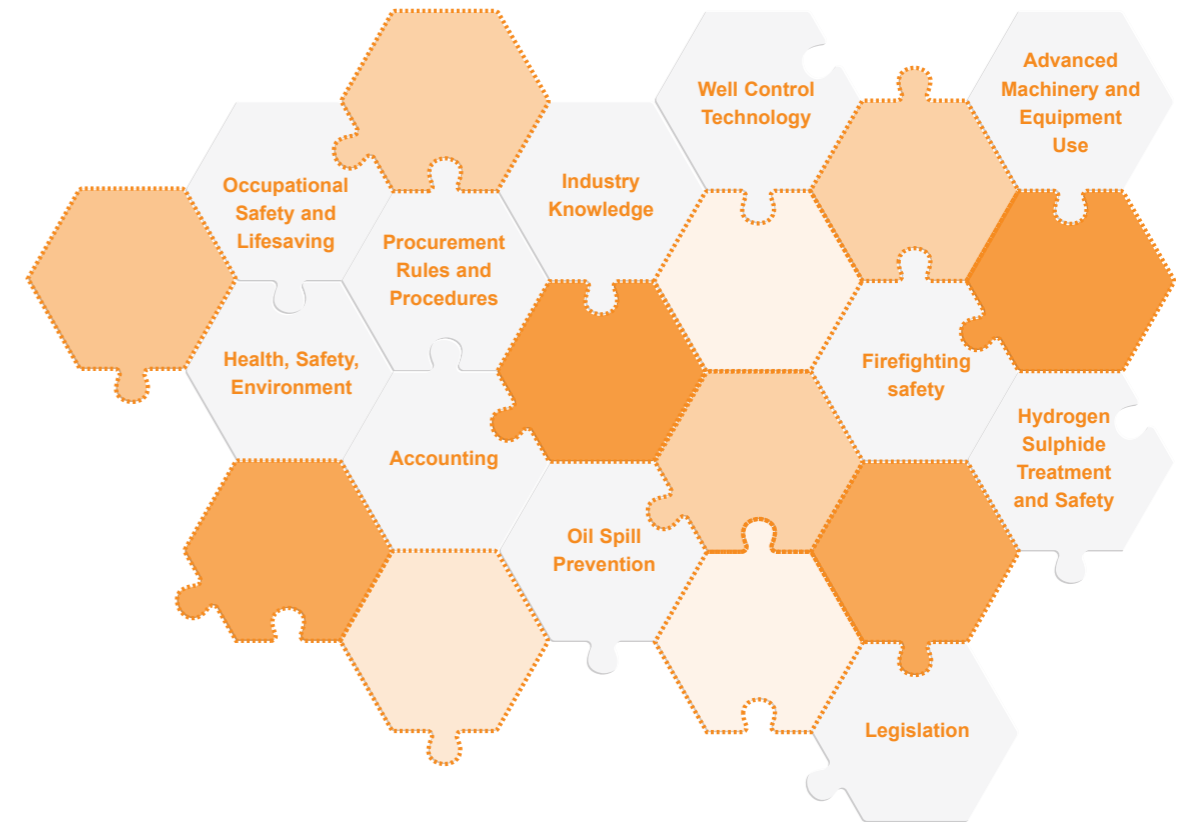 Well Control
Technology
Advanced
Machinery and
Equipment
Use
Occupational
Safety and
Lifesaving
Industry
Knowledge
Procurement
Rules and
Procedures
Health, Safety,
Environment
Firefighting
safety
Accounting
Hydrogen
Sulphide
Treatment
and Safety
Oil Spill
Prevention
Legislation